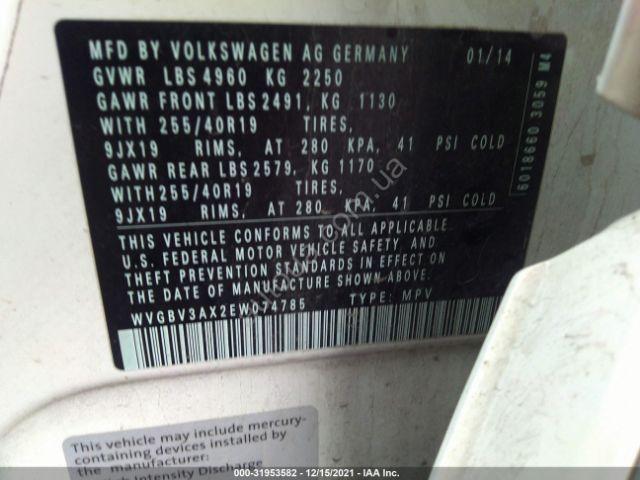 MFD BY VOLKSWAGEN AG GERMANY 01/14
GVWR LBS 4960 KG 2250
GAWR FRONT LBS 2491, KG 1130
WITH 255/40R19 TIRES,
9JX19 RIMS, AT 280 KPA, 41 PSI COLD
GAWR REAR LBS 2579, KG 1170
WITH 255/40R19 TIRES,
9JX19 RIMS, AT 280 KPA, 41 PSI COLD
THIS VEHICLE CONFORMS TO ALL APPLICABLE
U.S. FEDERAL MOTOR VEHICLE SAFETY, AND
THEFT PREVENTION STANDARDS IN EFFECT ON
THE DATE OF MANUFACTURE SHOWN ABOVE.
WVGBV3AX2EW074785 TYPE: MPV
6018660 3059 M4
This vehicle may include mercury-
containing devices installed by
the manufacturer:
Intensity Discharge
000-31953582 - 12/15/2021 - IAA Inc.